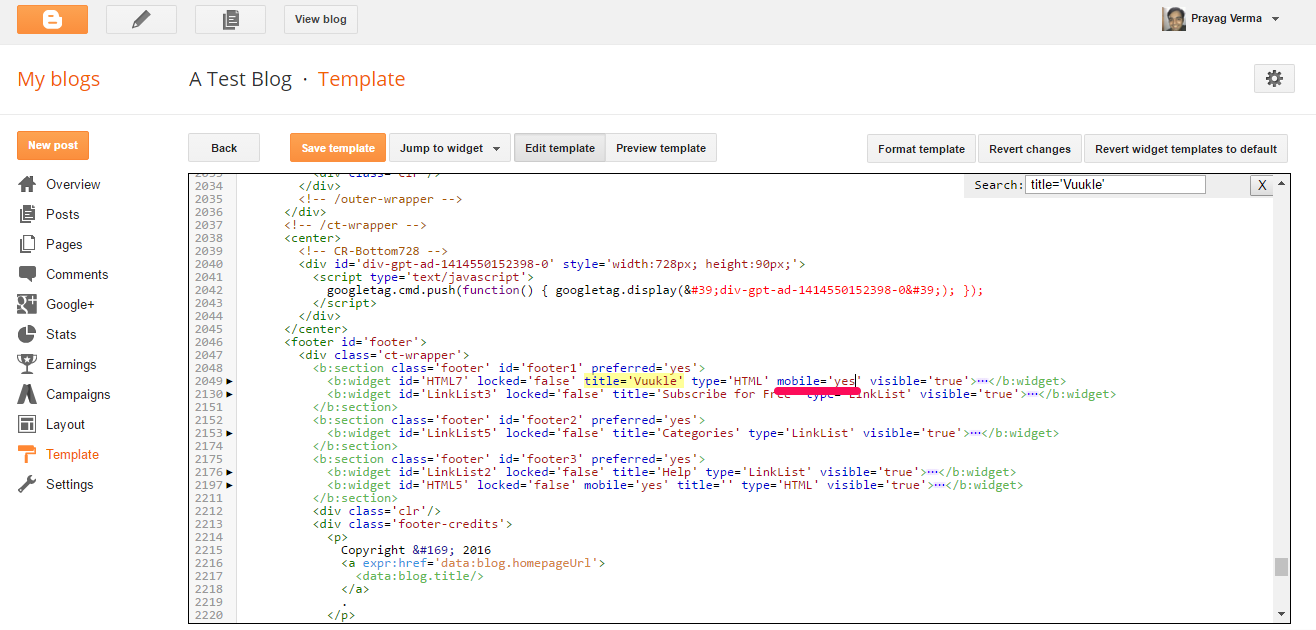 View blog
Prayag Verma
My blogs
A Test Blog · Template
New post
Back
Save template
Jump to widget
Edit template
Preview template
Format template
Revert changes
Revert widget templates to default
Overview
Posts
Pages
Comments
Google+
Stats
Earnings
Campaigns
Layout
Template
Settings
Search: title='Vuukle' X
2033 <div class='clr'/>
2034 </div>
2035 <!-- /outer-wrapper -->
2036 </div>
2037 <!-- /ct-wrapper -->
2038 <center>
2039 <!-- CR-Bottom728 -->
2040 <div id='div-gpt-ad-1414550152398-0' style='width:728px; height:90px;'>
2041 <script type='text/javascript'>
2042 googletag.cmd.push(function() { googletag.display(&#39;div-gpt-ad-1414550152398-0&#39;); });
2043 </script>
2044 </div>
2045 </center>
2046 <footer id='footer'>
2047 <div class='ct-wrapper'>
2048 <b:section class='footer' id='footer1' preferred='yes'>
2049 <b:widget id='HTML7' locked='false' title='Vuukle' type='HTML' mobile='yes' visible='true'>…</b:widget>
2130 <b:widget id='LinkList3' locked='false' title='Subscribe for Free' type='LinkList' visible='true'>…</b:widget>
2151 </b:section>
2152 <b:section class='footer' id='footer2' preferred='yes'>
2153 <b:widget id='LinkList5' locked='false' title='Categories' type='LinkList' visible='true'>…</b:widget>
2174 </b:section>
2175 <b:section class='footer' id='footer3' preferred='yes'>
2176 <b:widget id='LinkList2' locked='false' title='Help' type='LinkList' visible='true'>…</b:widget>
2197 <b:widget id='HTML5' locked='false' mobile='yes' title='' type='HTML' visible='true'>…</b:widget>
2211 </b:section>
2212 <div class='clr'/>
2213 <div class='footer-credits'>
2214 <p>
2215 Copyright &#169; 2016
2216 <a expr:href='data:blog.homepageUrl'>
2217 <data:blog.title/>
2218 </a>
2219 .
2220 </p>